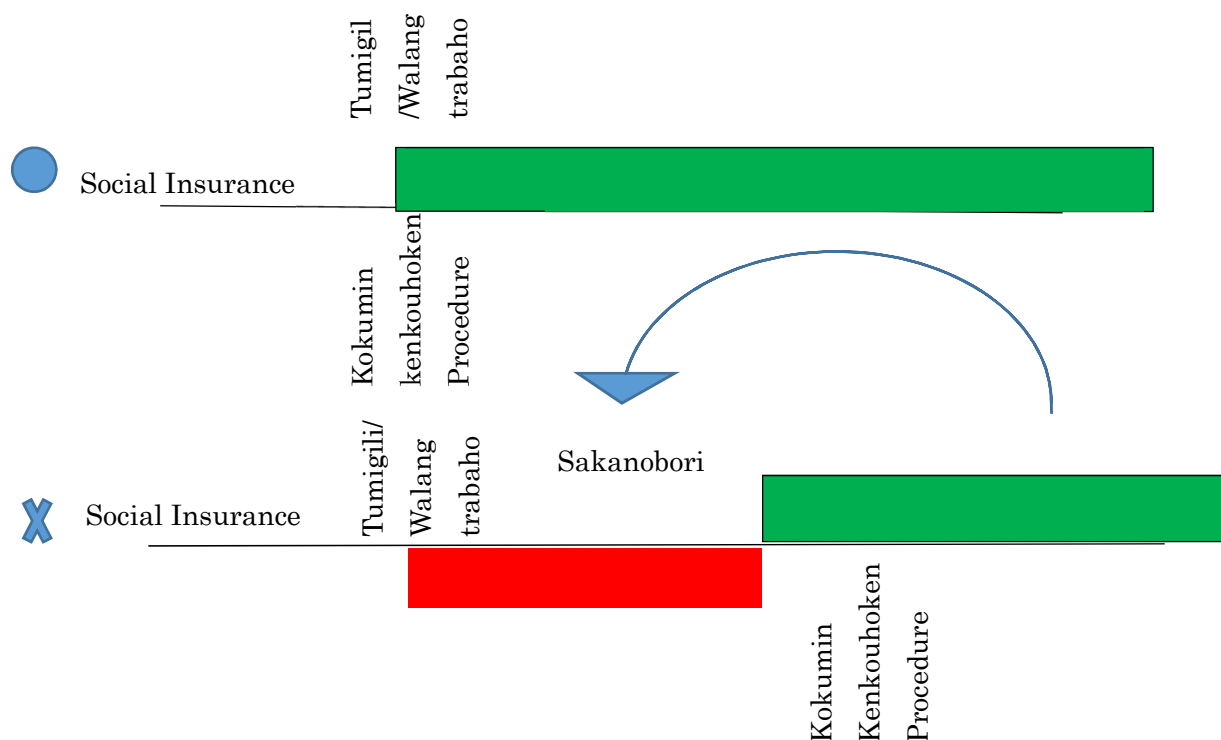 Tumigil
/Walang
trabaho
Social Insurance
Kokumin
kenkouhoken
Procedure
Tumigili/
Walang
trabaho
Sakanobori
Social Insurance
Kokumin
Kenkouhoken
Procedure